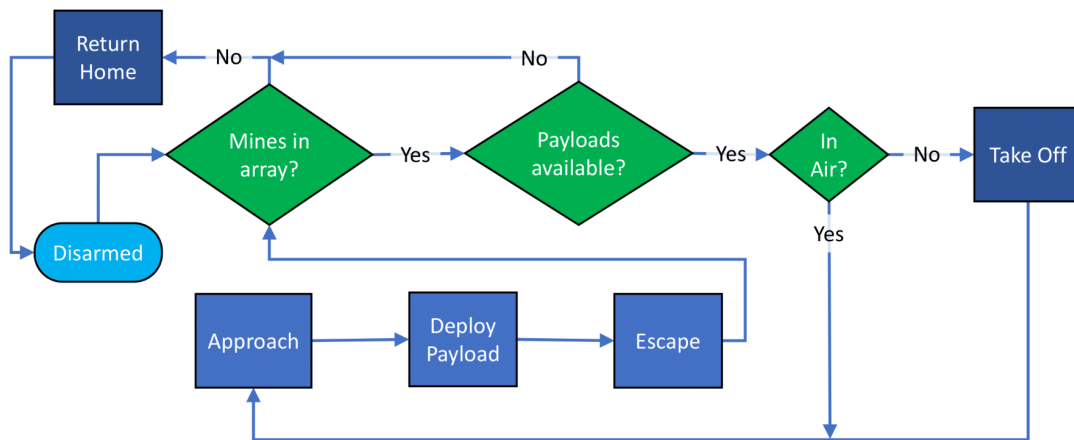 Return
Home
No
No
Mines in
array?
Yes
Payloads
available?
Yes
In
Air?
No
Take Off
Yes
Disarmed
Approach
Deploy
Payload
Escape